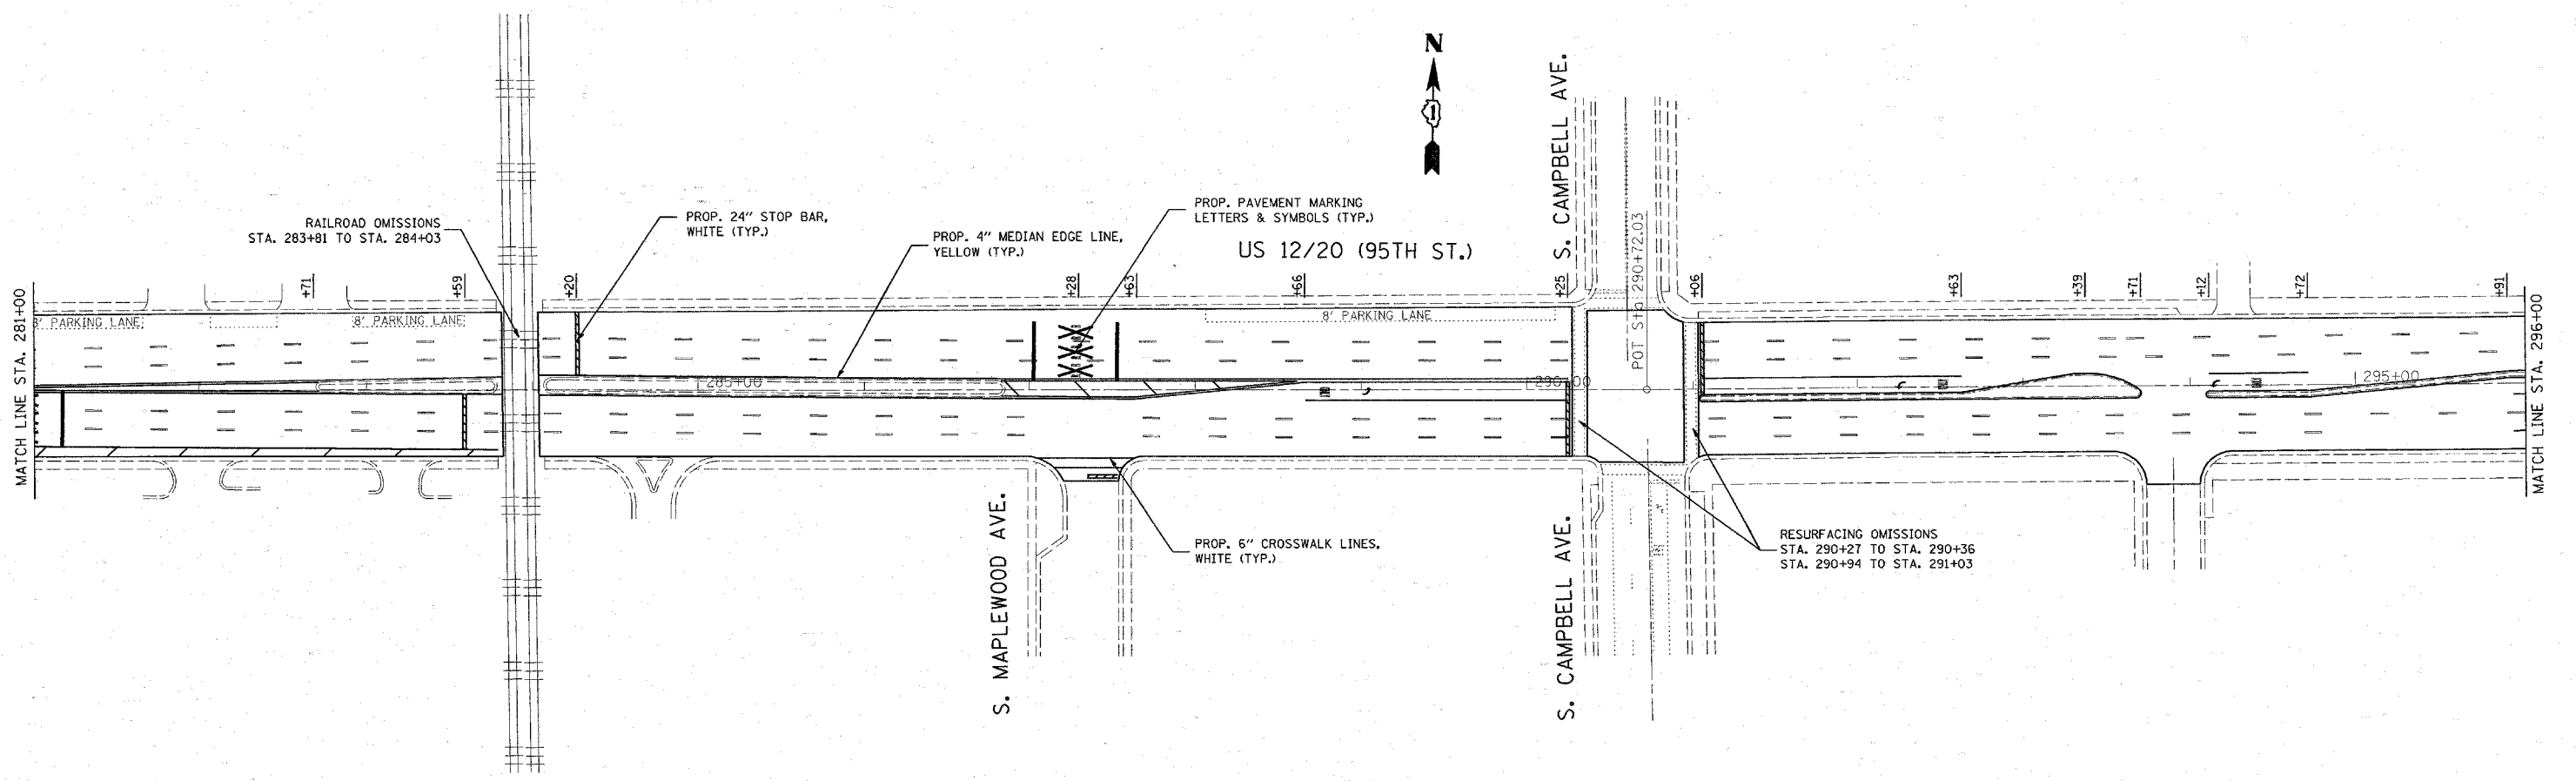 N
1
S. CAMPBELL AVE.
RAILROAD OMISSIONS
STA. 283+81 TO STA. 284+03
PROP. 24" STOP BAR,
WHITE (TYP.)
PROP. 4" MEDIAN EDGE LINE,
YELLOW (TYP.)
PROP. PAVEMENT MARKING
LETTERS & SYMBOLS (TYP.)
US 12/20 (95TH ST.)
POT Sta 290+72.03
MATCH LINE STA. 281+00
+71
+59
+20
+28
+63
+66
+25
+06
+63
+39
+71
+12
+72
+91
8' PARKING LANE
8' PARKING LANE
8' PARKING LANE
285+00
290+00
295+00
MATCH LINE STA. 296+00
S. MAPLEWOOD AVE.
PROP. 6" CROSSWALK LINES,
WHITE (TYP.)
S. CAMPBELL AVE.
RESURFACING OMISSIONS
STA. 290+27 TO STA. 290+36
STA. 290+94 TO STA. 291+03